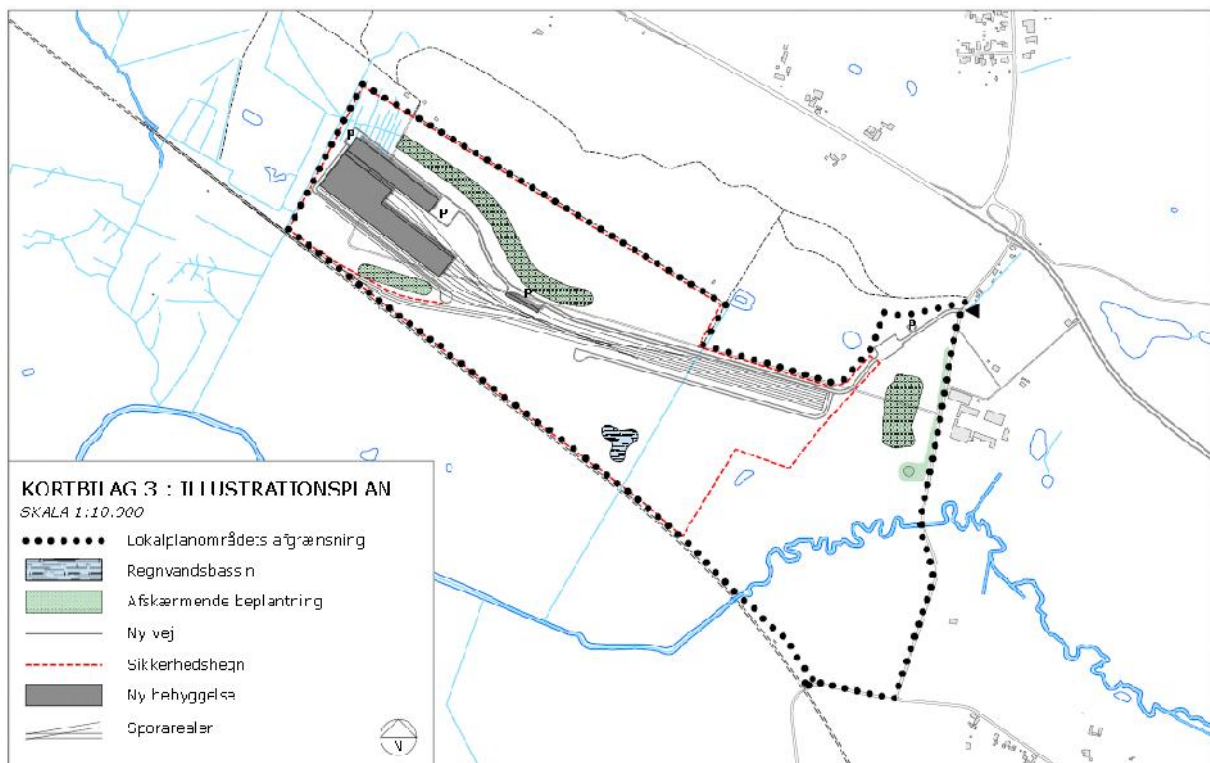 P
P
P
P
KORTBILAG 3 : ILLUSTRATIONSPLAN
SKALA 1:10.000
Lokalplanområdets afgrænsning
Regnvandsbassin
Afskærmende beplantning
Ny vej
Sikkerhedshegn
Ny bebyggelse
Sporarealer
N